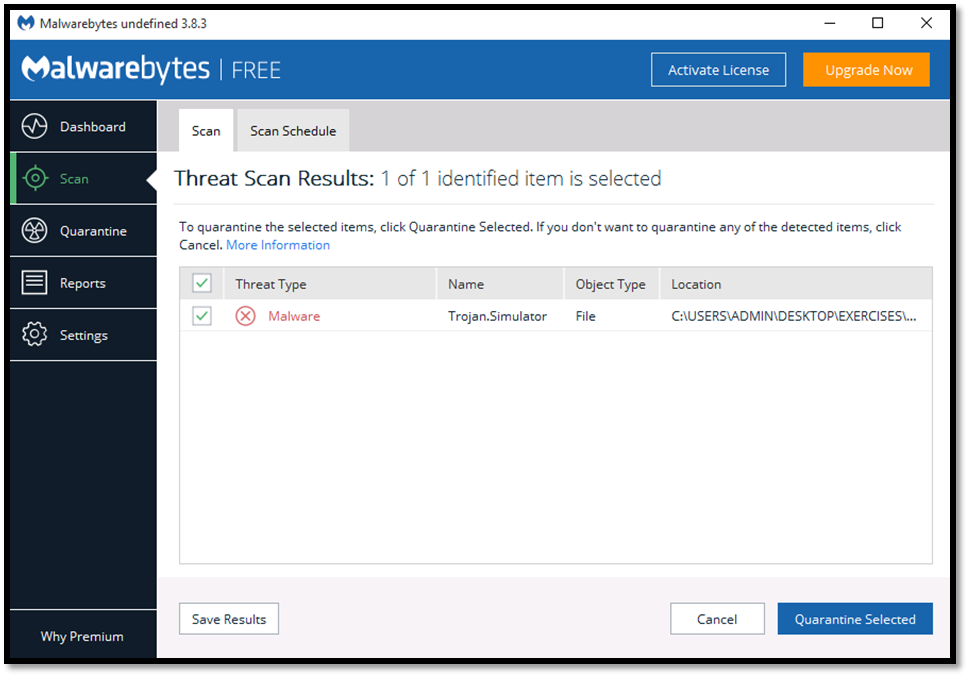 Malwarebytes undefined 3.8.3
Malwarebytes | FREE
Activate License
Upgrade Now
Dashboard
Scan
Quarantine
Reports
Settings
Why Premium
Scan
Scan Schedule
Threat Scan Results: 1 of 1 identified item is selected
To quarantine the selected items, click Quarantine Selected. If you don't want to quarantine any of the detected items, click
Cancel. More Information
Threat Type Name Object Type Location
Malware Trojan.Simulator File C:\USERS\ADMIN\DESKTOP\EXERCISES\...
Save Results
Cancel
Quarantine Selected